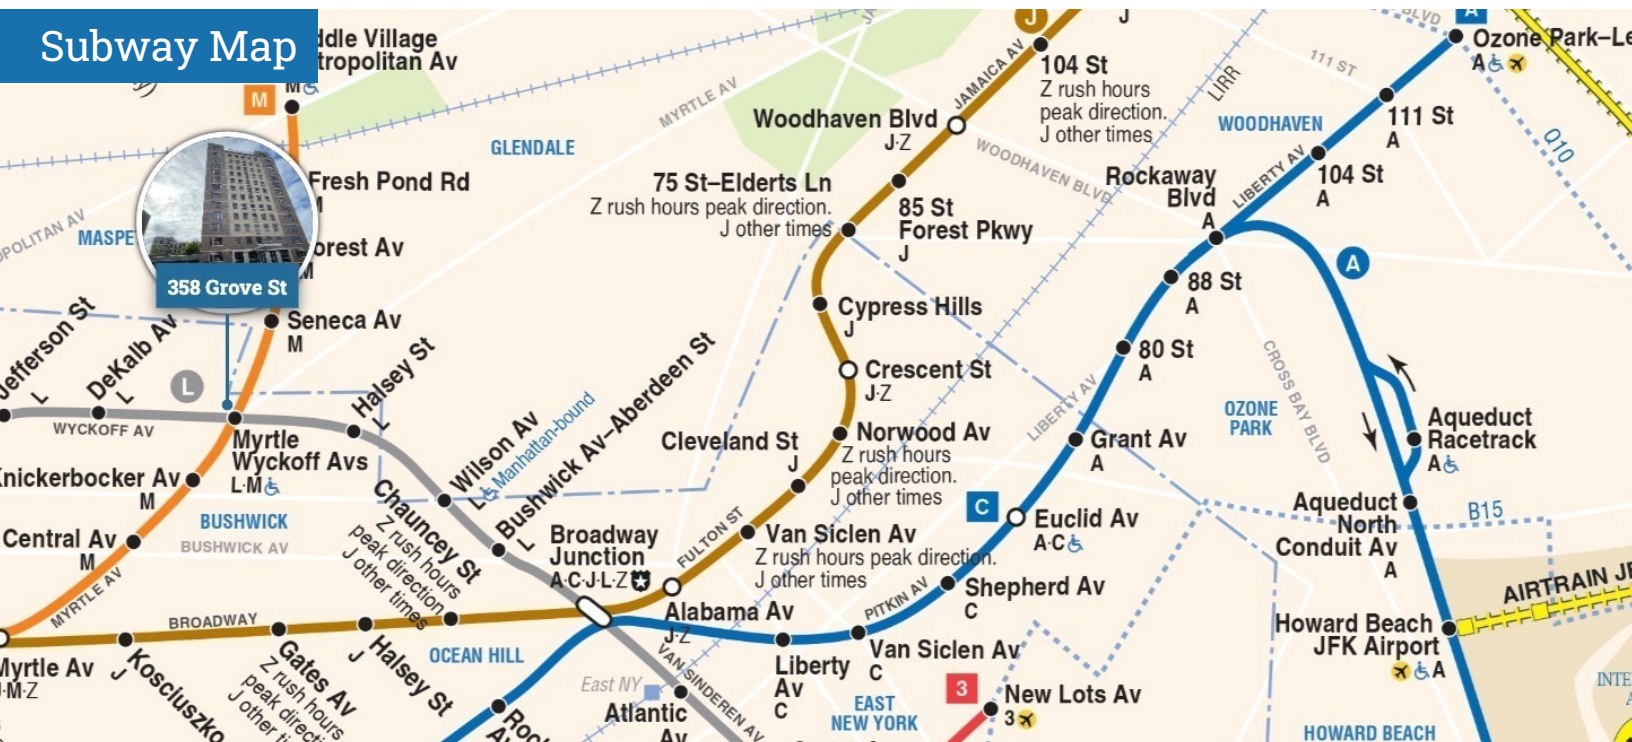 Subway Map
ddle Village
tropolitan Av
M
M
Fresh Pond Rd
M
orest Av
M
MASPE
358 Grove St
Seneca Av
M
Jefferson St
L
DeKalb Av
L
L
WYCKOFF AV
Halsey St
L
Myrtle
Wyckoff Avs
L·M
Knickerbocker Av
M
Central Av
M
BUSHWICK
BUSHWICK AV
MYRTLE AV
Wilson Av
L
Manhattan-bound
Bushwick Av–Aberdeen St
L
Chauncey St
Z rush hours
peak direction
J other times
Broadway
Junction
A·C·J·L·Z
BROADWAY
Myrtle Av
J·M·Z
Kosciuszko
J
Gates Av
Z rush hours
peak direct
J other ti
Halsey St
J
OCEAN HILL
East NY
Atlantic
Av
VAN SINDEREN AV
GLENDALE
MYRTLE AV
J
J
JAMAICA AV
104 St
Z rush hours
peak direction.
J other times
Woodhaven Blvd
J·Z
WOODHAVEN BLVD
75 St–Elderts Ln
Z rush hours peak direction.
J other times
85 St
Forest Pkwy
J
Cypress Hills
J
Crescent St
J·Z
Norwood Av
Z rush hours
peak direction.
J other times
Cleveland St
J
FULTON ST
Van Siclen Av
Z rush hours peak direction.
J other times
Alabama Av
J·Z
Liberty
Av
C
Van Siclen Av
C
PITKIN AV
Shepherd Av
C
C
Euclid Av
A·C
EAST
NEW YORK
3
New Lots Av
3
LIRR
BLVD
A
Ozone Park–Le
A
111 ST
111 St
A
WOODHAVEN
Q10
LIBERTY AV
104 St
A
Rockaway
Blvd
A
A
88 St
A
80 St
A
LIBERTY AV
Grant Av
A
CROSS BAY BLVD
OZONE
PARK
Aqueduct
Racetrack
A
Aqueduct
North
Conduit Av
A
B15
AIRTRAIN JF
Howard Beach
JFK Airport
A
HOWARD BEACH